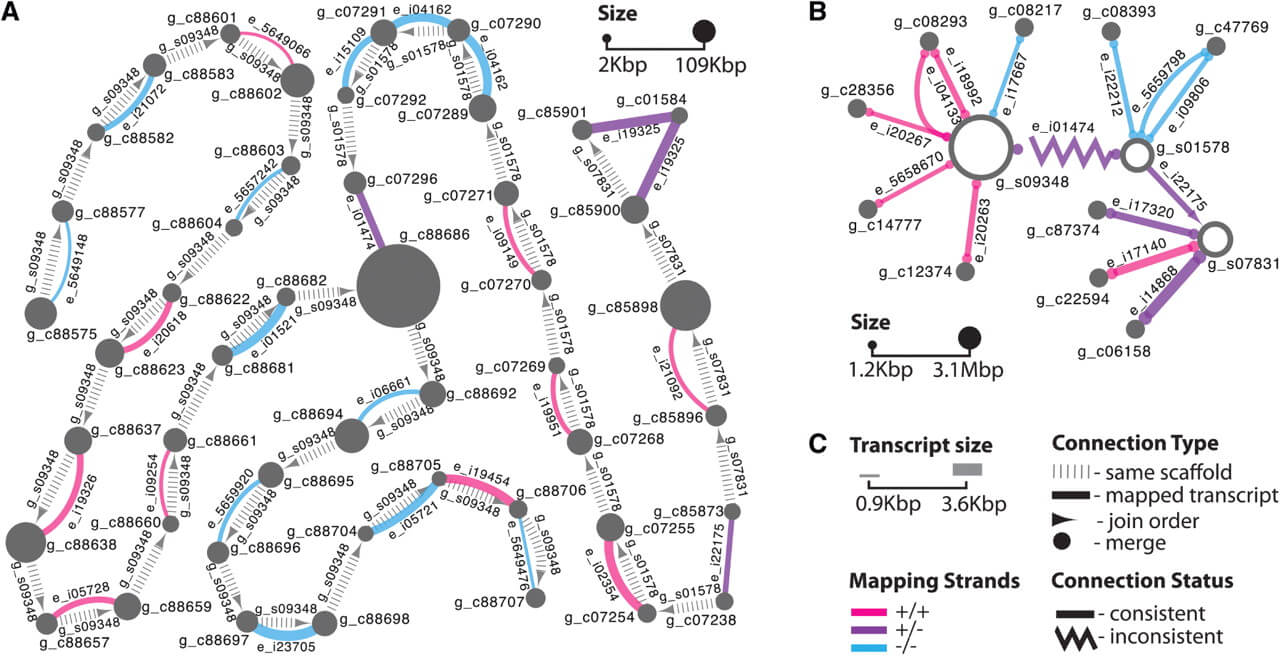 A
g_c88601
e_5649066
g_s09348
g_s09348
g_c88583
g_c88602
g_s09348
e_i21072
g_c88582
g_s09348
g_s09348
g_c88603
e_5657242
g_s09348
g_c88604
g_c88577
g_s09348
e_5649148
g_c88575
g_s09348
g_c88622
g_s09348
e_i20618
g_c88623
g_s09348
g_c88637
g_s09348
e_i19326
g_c88638
g_s09348
e_i05728
g_s09348
g_c88657
g_c88659
g_s09348
g_c88660
e_i09254
g_s09348
g_c88661
g_s09348
g_c88681
g_s09348
e_i01521
g_c88682
g_s09348
g_c88686
g_c07291
e_i04162
g_c07290
e_i15109
g_s01578
g_s01578
e_i04162
g_s01578
g_c07292
g_c07289
g_s01578
g_c07296
e_i01474
g_s01578
g_c07271
g_s01578
e_i09149
g_c07270
g_s01578
g_c07269
g_s01578
e_i19951
g_c07268
g_s01578
g_c07255
g_s01578
e_i02354
g_c07254
g_s01578
g_c07238
e_i22175
g_c85873
g_s07831
g_c85896
g_s07831
e_i21092
g_c85898
g_s07831
g_c85900
g_s07831
e_i19325
e_i19325
g_c85901
g_c01584
g_s09348
g_c88692
e_i06661
g_s09348
g_c88694
g_s09348
g_c88695
e_5659920
g_s09348
g_c88696
g_s09348
g_c88697
g_s09348
e_i23705
g_c88698
g_s09348
g_c88704
g_s09348
e_i05721
g_c88705
e_i19454
g_s09348
g_c88706
g_s09348
e_5649476
g_c88707
Size
2Kbp
109Kbp
B
g_c08293
g_c08217
g_c08393
g_c47769
e_i18992
e_i04133
e_i17667
e_i22212
e_5659798
e_i09806
g_c28356
e_i20267
e_i01474
g_s01578
e_5658670
g_s09348
e_i22175
g_c14777
e_i20263
g_c12374
e_i17320
g_c87374
e_i17140
g_s07831
g_c22594
e_i14868
g_c06158
Size
1.2Kbp
3.1Mbp
C
Transcript size
0.9Kbp
3.6Kbp
Mapping Strands
+/+
+/-
-/-
Connection Type
- same scaffold
- mapped transcript
- join order
- merge
Connection Status
- consistent
- inconsistent